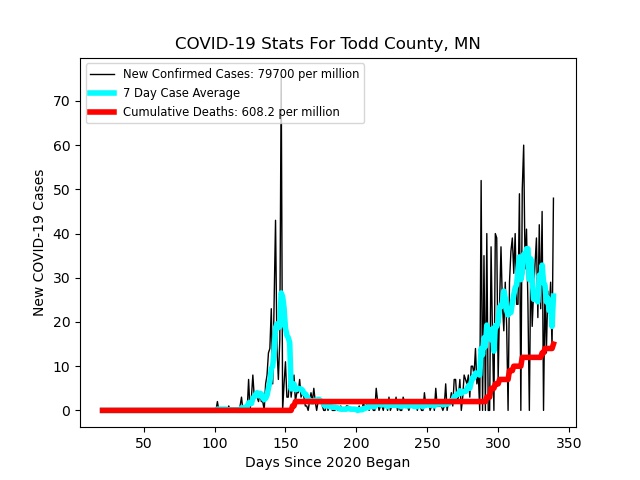 COVID-19 Stats For Todd County, MN
New Confirmed Cases: 79700 per million
7 Day Case Average
Cumulative Deaths: 608.2 per million
New COVID-19 Cases
70
60
50
40
30
20
10
0
50
100
150
200
250
300
350
Days Since 2020 Began